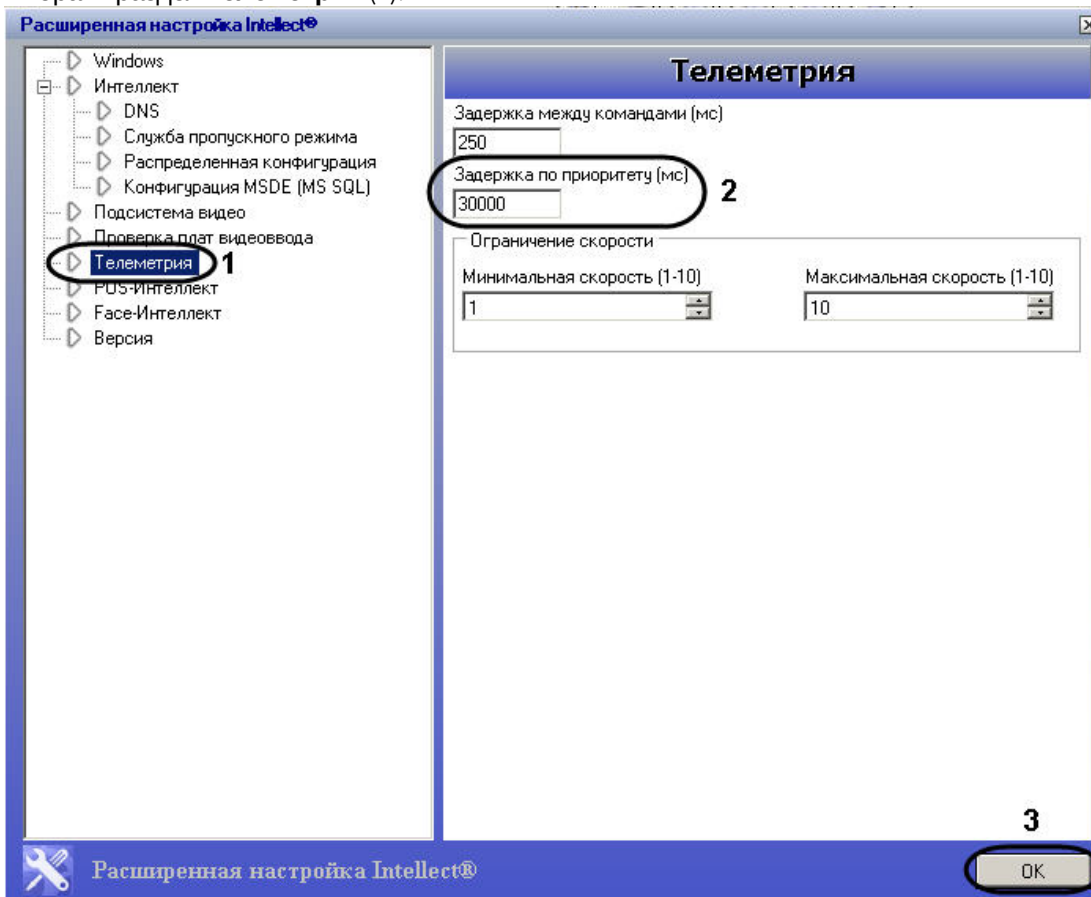 Расширенная настройка Intellect®
Windows
Интеллект
DNS
Служба пропускного режима
Распределенная конфигурация
Конфигурация MSDE (MS SQL)
Подсистема видео
Проверка плат видеоввода
Телеметрия 1
POS-Интеллект
Face-Интеллект
Версия
Телеметрия
Задержка между командами (мс)
250
Задержка по приоритету (мс)
30000
2
Ограничение скорости
Минимальная скорость (1-10)
1
Максимальная скорость (1-10)
10
3
Расширенная настройка Intellect®
OK